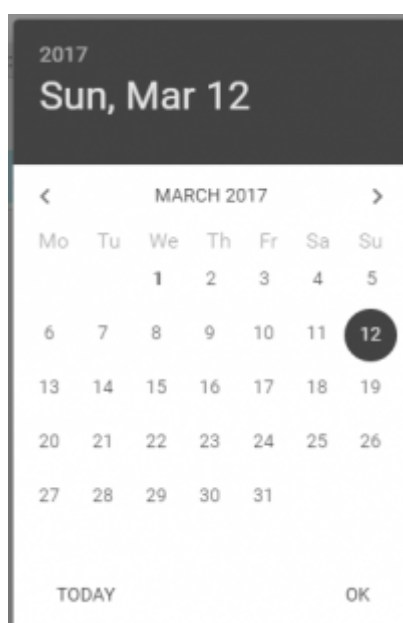 2017
Sun, Mar 12
< MARCH 2017 >
Mo Tu We Th Fr Sa Su
1 2 3 4 5
6 7 8 9 10 11 12
13 14 15 16 17 18 19
20 21 22 23 24 25 26
27 28 29 30 31
TODAY OK